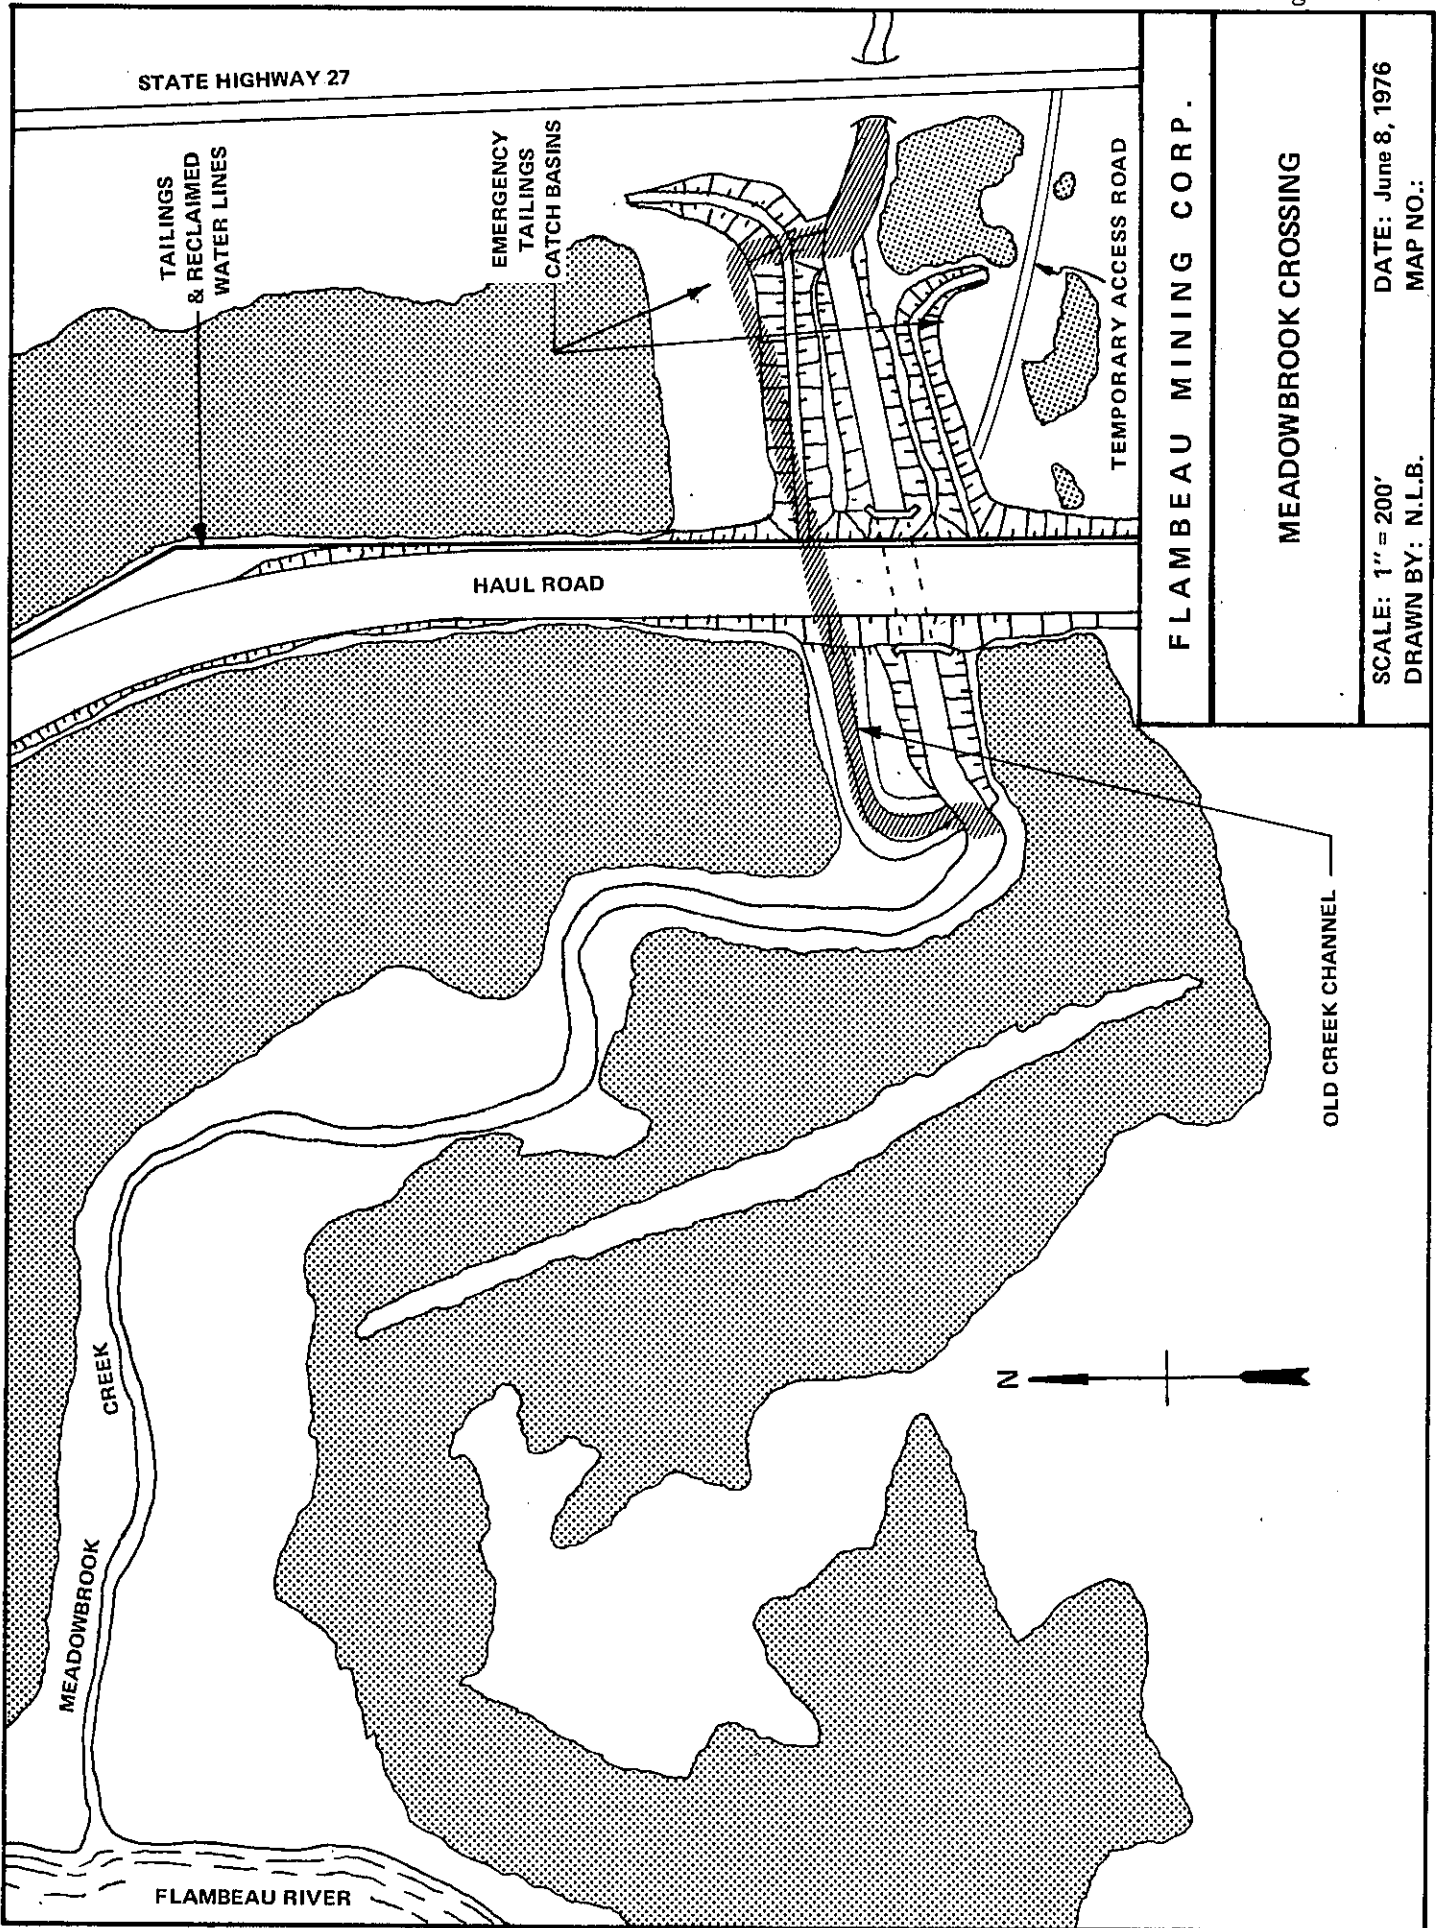 STATE HIGHWAY 27
TAILINGS
& RECLAIMED
WATER LINES
EMERGENCY
TAILINGS
CATCH BASINS
TEMPORARY ACCESS ROAD
HAUL ROAD
OLD CREEK CHANNEL
MEADOWBROOK
CREEK
FLAMBEAU RIVER
N
FLAMBEAU MINING CORP.
MEADOWBROOK CROSSING
SCALE: 1'' = 200'
DATE: June 8, 1976
DRAWN BY: N.L.B.
MAP NO.: